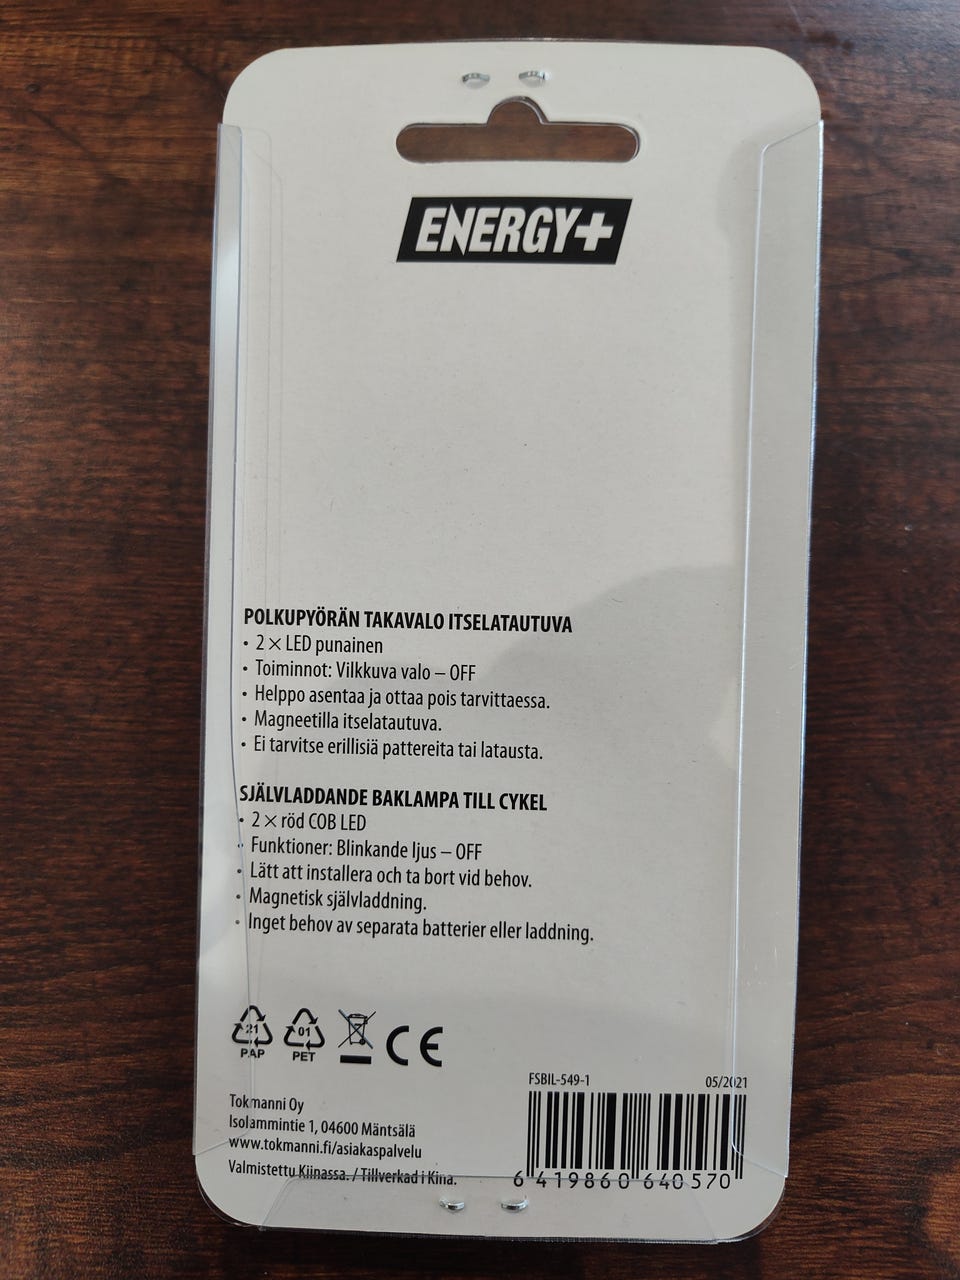 ENERGY+
POLKUPYÖRÄN TAKAVALO ITSELATAUTUVA
• 2 × LED punainen
• Toiminnot: Vilkkuva valo – OFF
• Helppo asentaa ja ottaa pois tarvittaessa.
• Magneetilla itselatautuva.
• Ei tarvitse erillisiä pattereita tai latausta.
SJÄLVLADDANDE BAKLAMPA TILL CYKEL
• 2 × röd COB LED
• Funktioner: Blinkande ljus – OFF
• Lätt att installera och ta bort vid behov.
• Magnetisk självladdning.
• Inget behov av separata batterier eller laddning.
21 01
PAP PET CE
Tokmanni Oy
Isolammintie 1, 04600 Mäntsälä
www.tokmanni.fi/asiakaspalvelu
Valmistettu Kiinassa. / Tillverkad i Kina.
FSBIL-549-1 05/2021
6 419860 640570